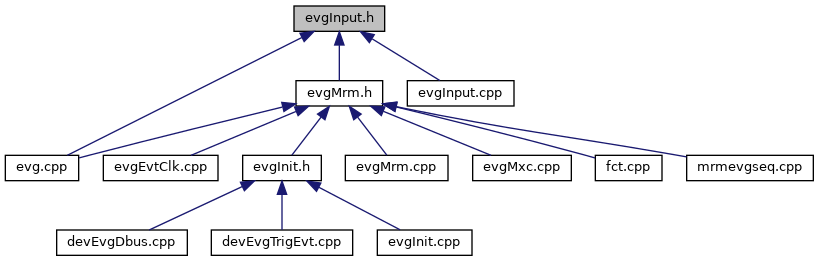 evgInput.h
evgMrm.h
evgInput.cpp
evg.cpp
evgEvtClk.cpp
evgInit.h
evgMrm.cpp
evgMxc.cpp
fct.cpp
mrmevgseq.cpp
devEvgDbus.cpp
devEvgTrigEvt.cpp
evgInit.cpp